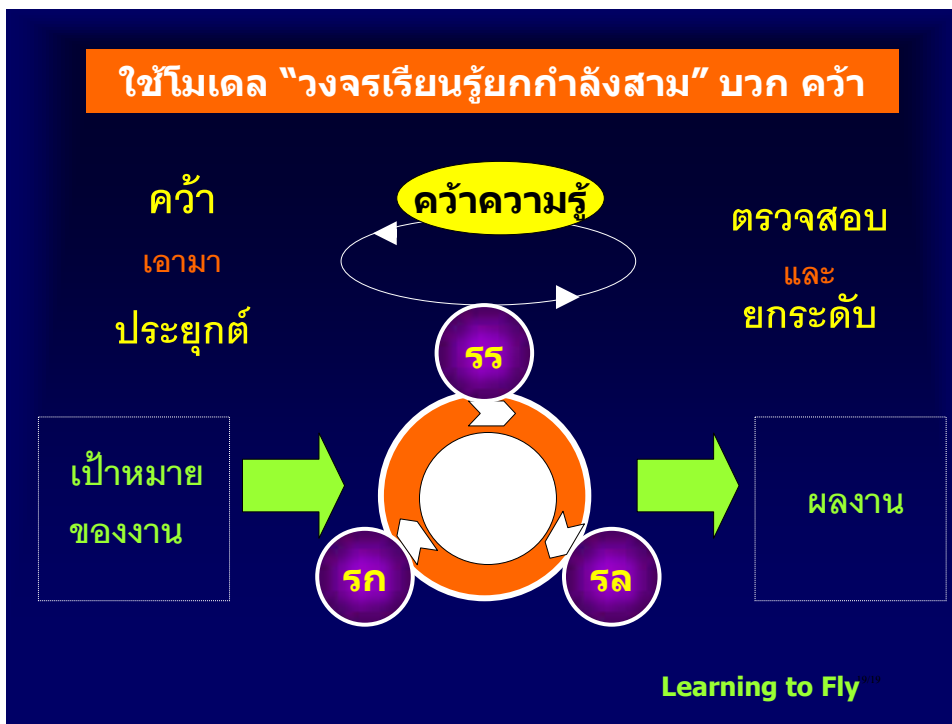 ใช้โมเดล “วงจรเรียนรู้ยกกำลังสาม” บวก คว้า
คว้า
เอามา
ประยุกต์
คว้าความรู้
ตรวจสอบ
และ
ยกระดับ
รร
เป้าหมาย
ของงาน
ผลงาน
รก
รล
Learning to Fly